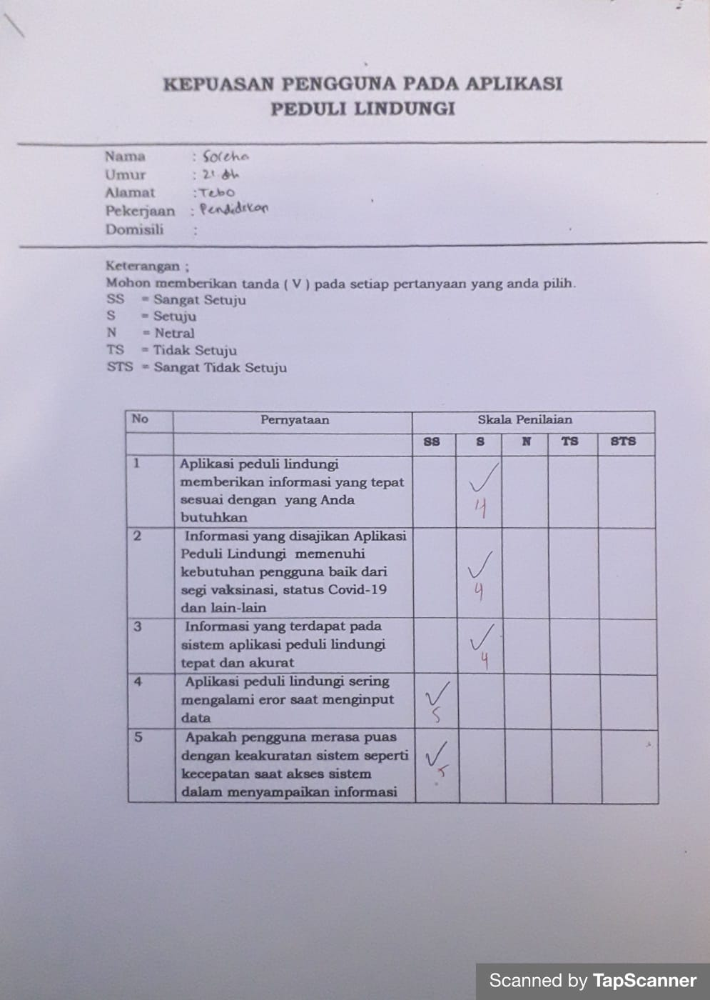 KEPUASAN PENGGUNA PADA APLIKASI
PEDULI LINDUNGI
Nama : Soleha
Umur : 21 th
Alamat : Tebo
Pekerjaan : Pendidikan
Domisili :
Keterangan ;
Mohon memberikan tanda ( V ) pada setiap pertanyaan yang anda pilih.
SS = Sangat Setuju
S = Setuju
N = Netral
TS = Tidak Setuju
STS = Sangat Tidak Setuju
No Pernyataan Skala Penilaian
SS S N TS STS
1 Aplikasi peduli lindungi
memberikan informasi yang tepat
sesuai dengan yang Anda
butuhkan
4
2 Informasi yang disajikan Aplikasi
Peduli Lindungi memenuhi
kebutuhan pengguna baik dari
segi vaksinasi, status Covid-19
dan lain-lain
4
3 Informasi yang terdapat pada
sistem aplikasi peduli lindungi
tepat dan akurat
4
4 Aplikasi peduli lindungi sering
mengalami eror saat menginput
data
5
5 Apakah pengguna merasa puas
dengan keakuratan sistem seperti
kecepatan saat akses sistem
dalam menyampaikan informasi
5
Scanned by TapScanner